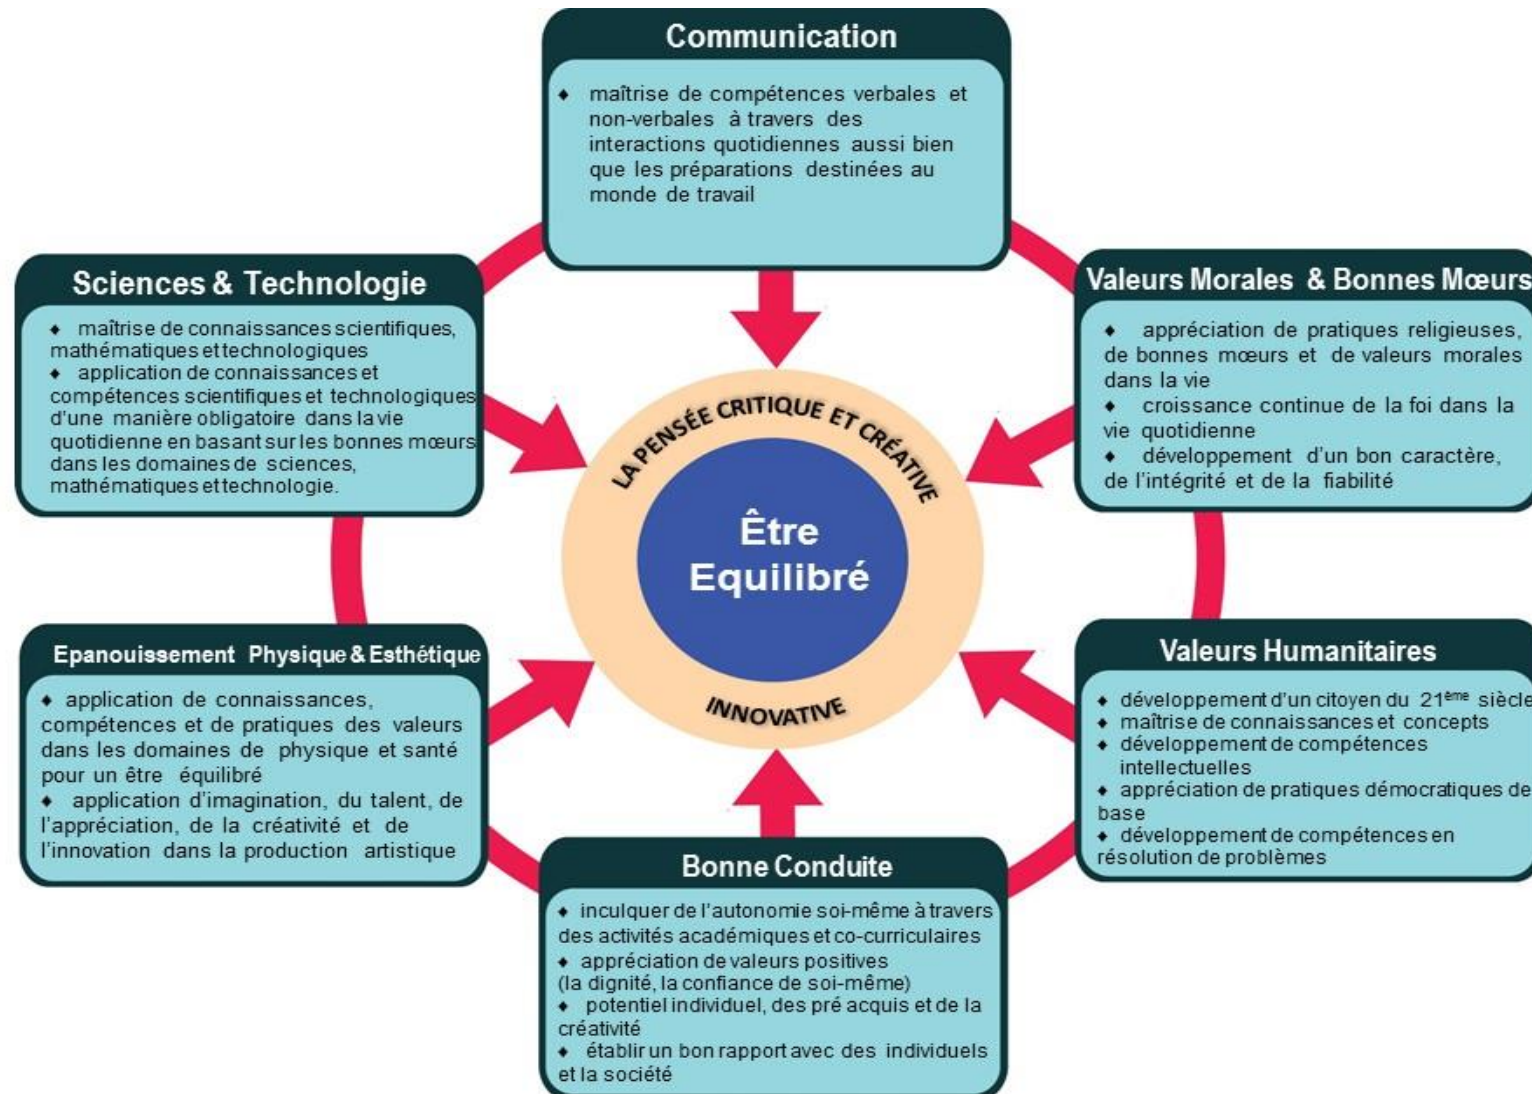 Communication
♦ maîtrise de compétences verbales et
non-verbales à travers des
interactions quotidiennes aussi bien
que les préparations destinées au
monde de travail
Sciences & Technologie
♦ maîtrise de connaissances scientifiques,
mathématiques et technologiques
♦ application de connaissances et
compétences scientifiques et technologiques
d'une manière obligatoire dans la vie
quotidienne en basant sur les bonnes mœurs
dans les domaines de sciences,
mathématiques et technologie.
Valeurs Morales & Bonnes Mœurs
♦ appréciation de pratiques religieuses,
de bonnes mœurs et de valeurs morales
dans la vie
♦ croissance continue de la foi dans la
vie quotidienne
♦ développement d'un bon caractère,
de l'intégrité et de la fiabilité
LA PENSÉE CRITIQUE ET CRÉATIVE
Être
Equilibré
INNOVATIVE
Epanouissement Physique & Esthétique
♦ application de connaissances,
compétences et de pratiques des valeurs
dans les domaines de physique et santé
pour un être équilibré
♦ application d'imagination, du talent, de
l'appréciation, de la créativité et de
l'innovation dans la production artistique
Valeurs Humanitaires
♦ développement d'un citoyen du 21ème siècle
♦ maîtrise de connaissances et concepts
♦ développement de compétences
intellectuelles
♦ appréciation de pratiques démocratiques de
base
♦ développement de compétences en
résolution de problèmes
Bonne Conduite
♦ inculquer de l'autonomie soi-même à travers
des activités académiques et co-curriculaires
♦ appréciation de valeurs positives
(la dignité, la confiance de soi-même)
♦ potentiel individuel, des pré acquis et de la
créativité
♦ établir un bon rapport avec des individuels
et la société